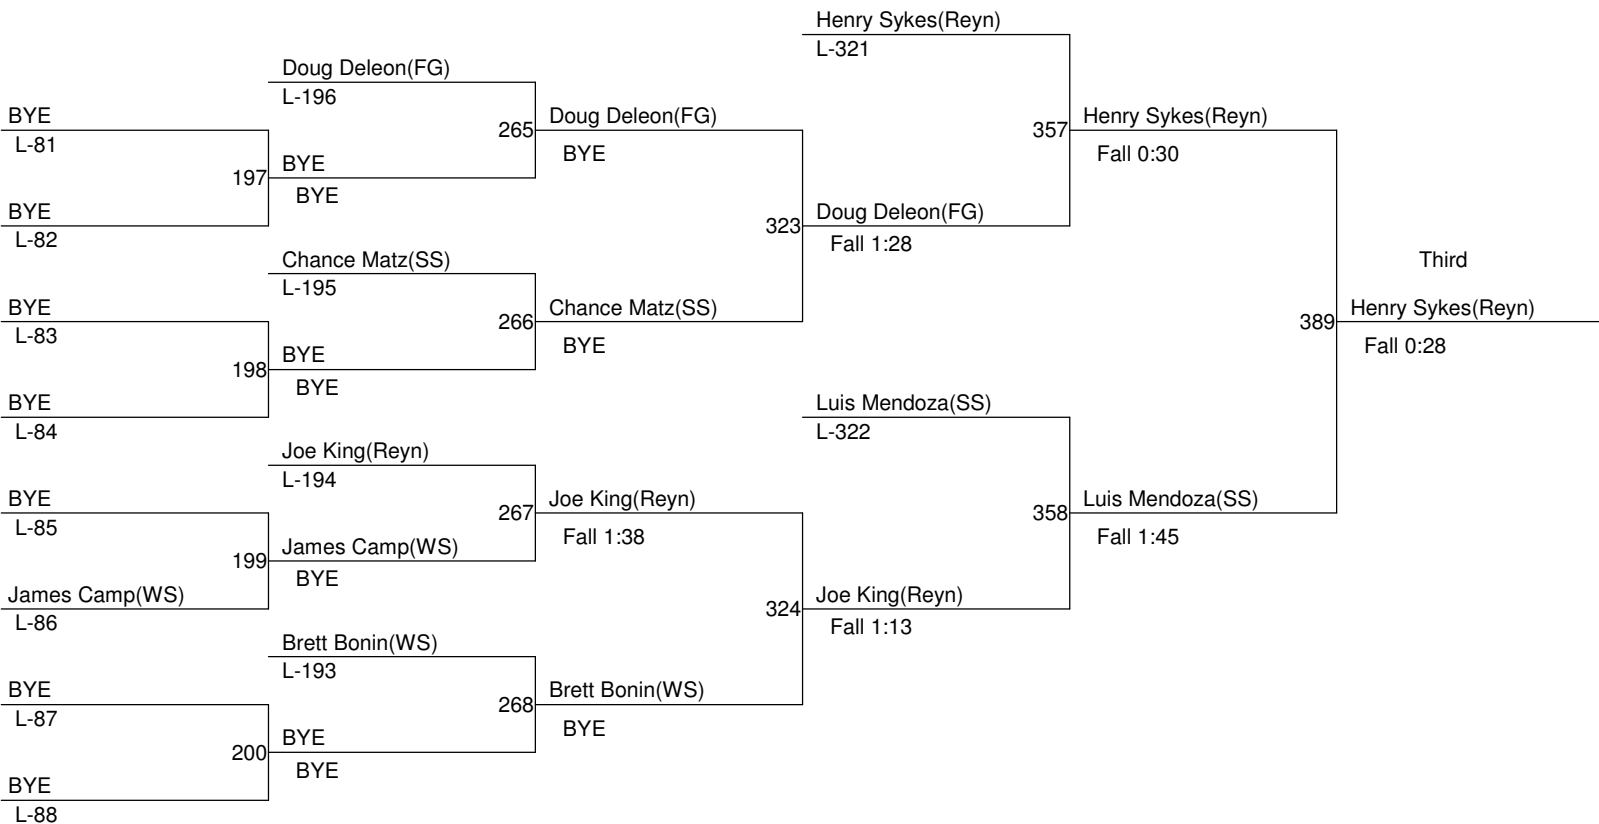 Henry Sykes(Reyn)
L-321
Doug Deleon(FG)
L-196
BYE
L-81
265
Doug Deleon(FG)
BYE
357
Henry Sykes(Reyn)
Fall 0:30
197
BYE
BYE
BYE
L-82
323
Doug Deleon(FG)
Fall 1:28
Chance Matz(SS)
L-195
Third
BYE
L-83
266
Chance Matz(SS)
BYE
389
Henry Sykes(Reyn)
Fall 0:28
198
BYE
BYE
BYE
L-84
Luis Mendoza(SS)
L-322
Joe King(Reyn)
L-194
BYE
L-85
267
Joe King(Reyn)
Fall 1:38
358
Luis Mendoza(SS)
Fall 1:45
199
James Camp(WS)
BYE
James Camp(WS)
L-86
324
Joe King(Reyn)
Fall 1:13
Brett Bonin(WS)
L-193
BYE
L-87
268
Brett Bonin(WS)
BYE
200
BYE
BYE
BYE
L-88